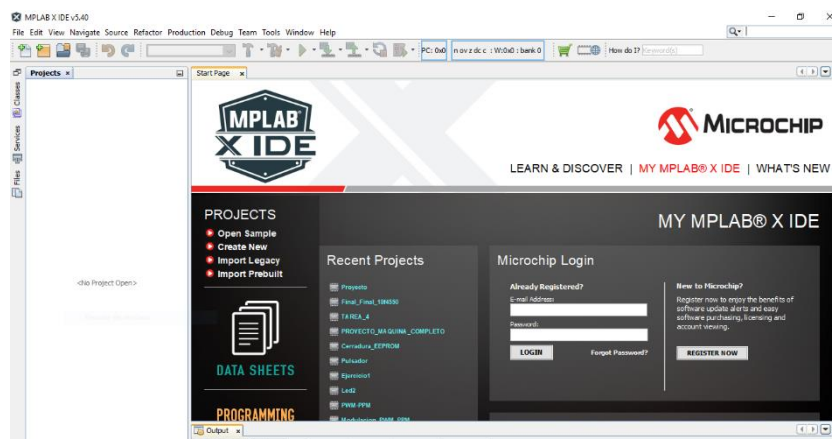 MPLAB X IDE v5.40
File Edit View Navigate Source Refactor Production Debug Team Tools Window Help
PC: 0x0 n ov z dc c : W:0x0 : bank 0 How do I? Keyword(s)
Projects
Start Page
Classes
Services
Files
MPLAB
X IDE
MICROCHIP
LEARN & DISCOVER | MY MPLAB® X IDE | WHAT'S NEW
PROJECTS
Open Sample
Create New
Import Legacy
Import Prebuilt
<No Project Open>
DATA SHEETS
PROGRAMMING
MY MPLAB® X IDE
Recent Projects
Proyecto
Final_Final_18N550
TAREA_4
PROYECTO_MAQUINA_COMPLETO
Cerradura_EEPROM
Pulsador
Ejercicio1
Led2
PWM-PPM
Modulacion_PWM_PPM
Microchip Login
Already Registered?
E-mail Address:
Password:
LOGIN
Forgot Password?
New to Microchip?
Register now to enjoy the benefits of
software update alerts and easy
software purchasing, licensing and
account viewing.
REGISTER NOW
Output